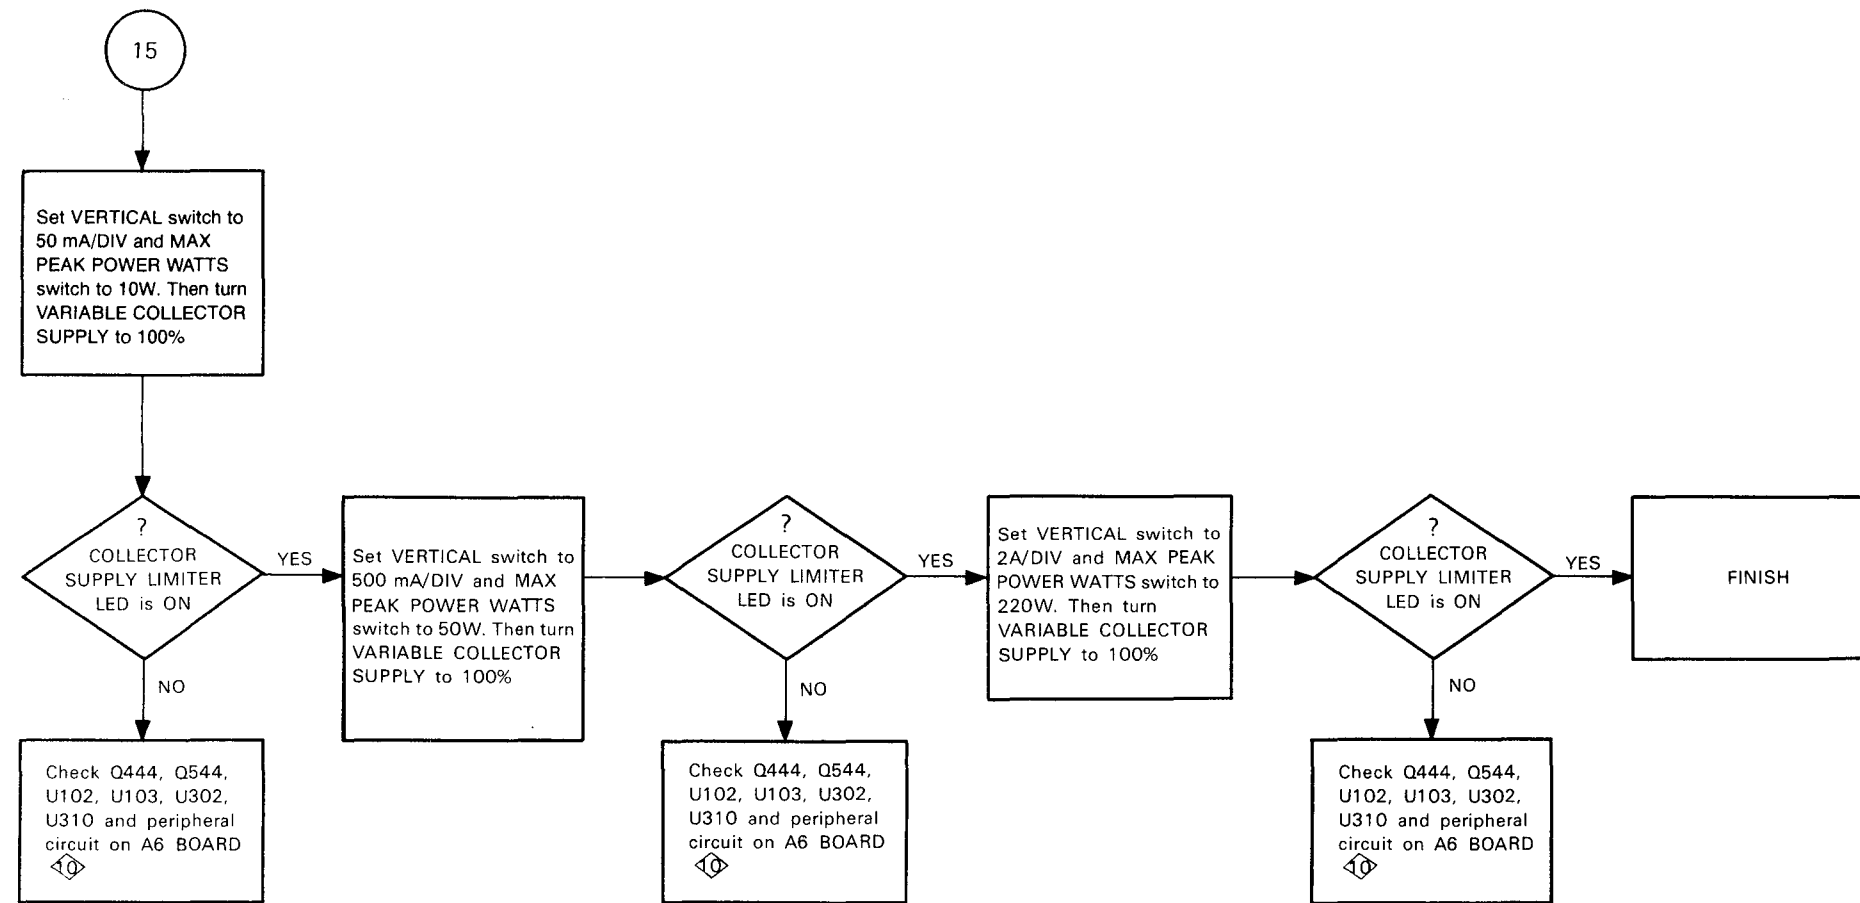 15
Set VERTICAL switch to
50 mA/DIV and MAX
PEAK POWER WATTS
switch to 10W. Then turn
VARIABLE COLLECTOR
SUPPLY to 100%
?
COLLECTOR
SUPPLY LIMITER
LED is ON
YES
NO
Check Q444, Q544,
U102, U103, U302,
U310 and peripheral
circuit on A6 BOARD
10
Set VERTICAL switch to
500 mA/DIV and MAX
PEAK POWER WATTS
switch to 50W. Then turn
VARIABLE COLLECTOR
SUPPLY to 100%
?
COLLECTOR
SUPPLY LIMITER
LED is ON
YES
NO
Check Q444, Q544,
U102, U103, U302,
U310 and peripheral
circuit on A6 BOARD
10
Set VERTICAL switch to
2A/DIV and MAX PEAK
POWER WATTS switch to
220W. Then turn
VARIABLE COLLECTOR
SUPPLY to 100%
?
COLLECTOR
SUPPLY LIMITER
LED is ON
YES
NO
Check Q444, Q544,
U102, U103, U302,
U310 and peripheral
circuit on A6 BOARD
10
FINISH